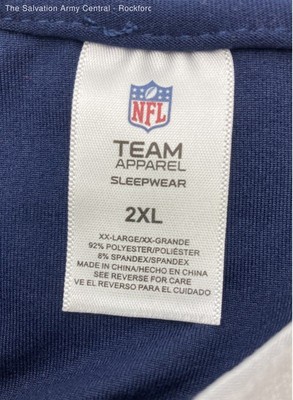 The Salvation Army Central - Rockforc
NFL
TEAM
APPAREL
SLEEPWEAR
2XL
XX-LARGE/XX-GRANDE
92% POLYESTER/POLIÉSTER
8% SPANDEX/SPANDEX
MADE IN CHINA/HECHO EN CHINA
SEE REVERSE FOR CARE
VE EL REVERSO PARA EL CUIDADO